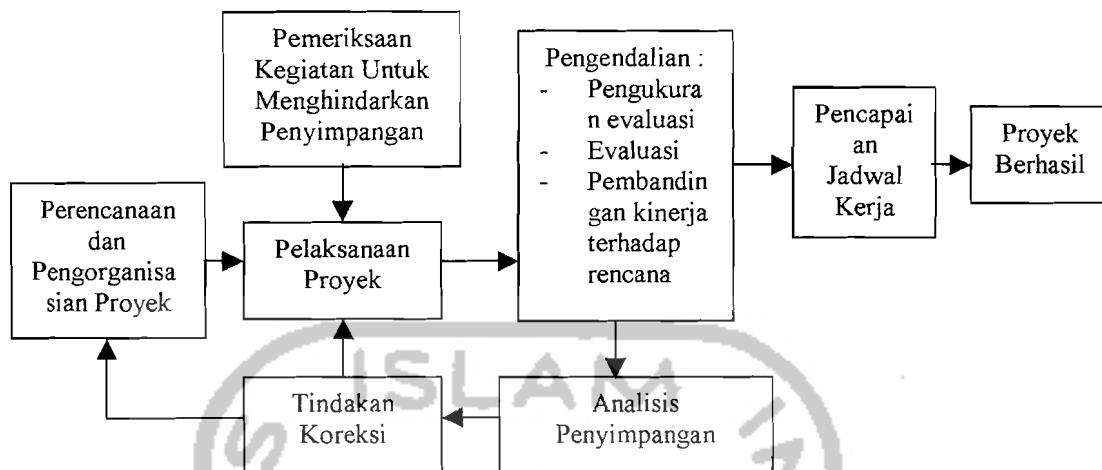 Pemeriksaan
Kegiatan Untuk
Menghindarkan
Penyimpangan
Pengendalian :
- Pengukura
n evaluasi
- Evaluasi
- Pembandin
gan kinerja
terhadap
rencana
Pencapai
an
Jadwal
Kerja
Proyek
Berhasil
Perencanaan
dan
Pengorganisa
sian Proyek
Pelaksanaan
Proyek
Tindakan
Koreksi
Analisis
Penyimpangan
ISLAM